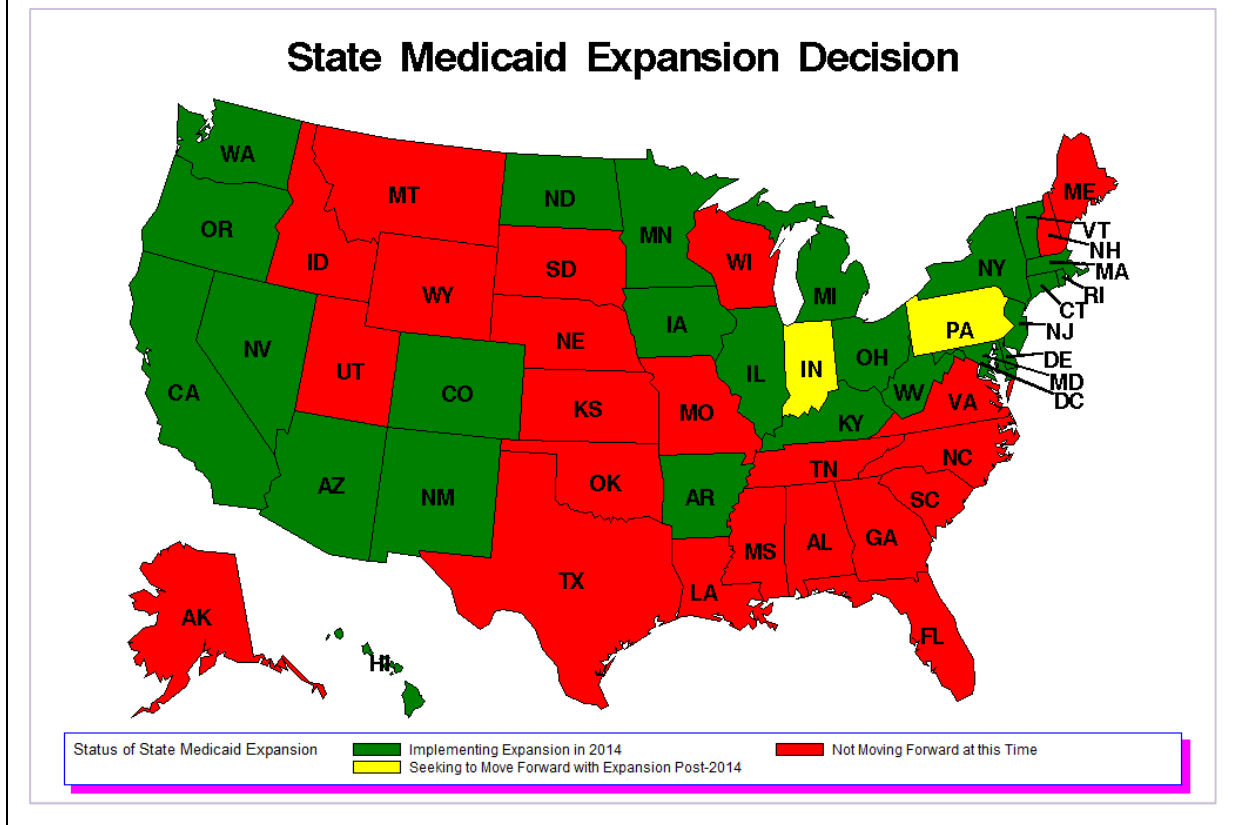 State Medicaid Expansion Decision
WA
MT
ND
ME
OR
MN
VT
ID
SD
WI
NY
NH
MA
WY
MI
RI
CT
IA
PA
NJ
NE
NV
OH
DE
UT
IL
IN
MD
CA
CO
WV
DC
KS
MO
VA
KY
NC
TN
AZ
NM
OK
AR
SC
MS
AL
GA
TX
LA
AK
FL
HI
Status of State Medicaid Expansion
Implementing Expansion in 2014
Not Moving Forward at this Time
Seeking to Move Forward with Expansion Post-2014